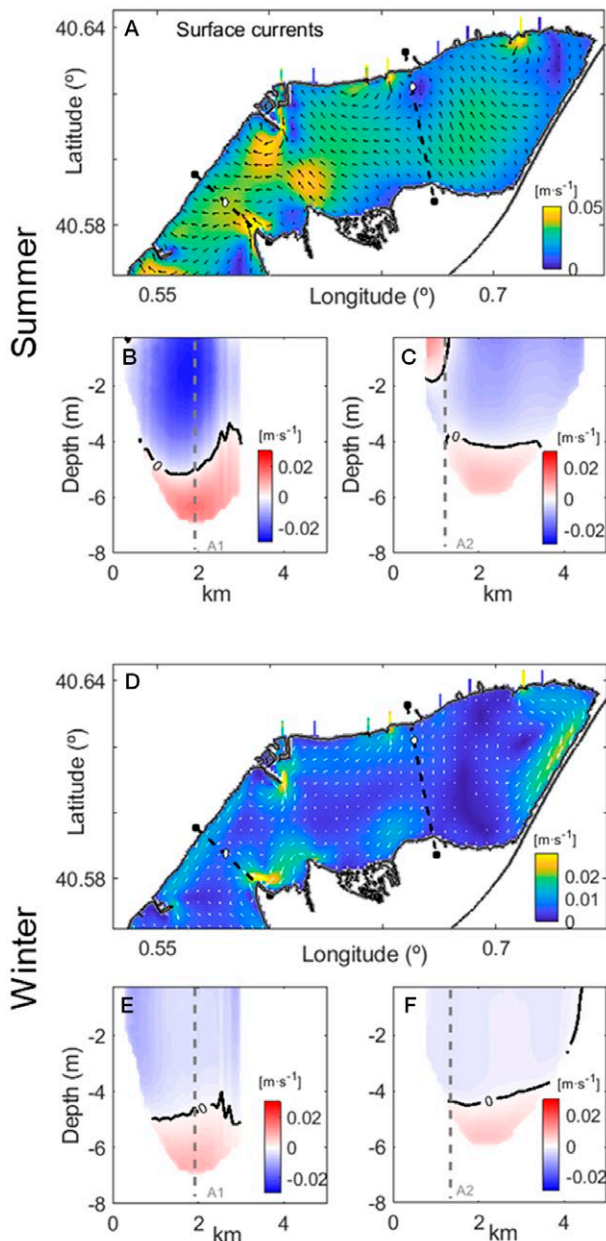 Summer
A
Surface currents
40.64
Latitude (º)
40.58
[m·s⁻¹]
0.05
0
0.55
Longitude (º)
0.7
B
-2
Depth (m)
-4
-6
-8
0
[m·s⁻¹]
0.02
0
-0.02
A1
0
2
4
km
C
-2
Depth (m)
-4
-6
-8
0
0
[m·s⁻¹]
0.02
0
-0.02
A2
0
2
4
km
Winter
D
40.64
Latitude (º)
40.58
[m·s⁻¹]
0.02
0.01
0
0.55
Longitude (º)
0.7
E
-2
Depth (m)
-4
-6
-8
0
[m·s⁻¹]
0.02
0
-0.02
A1
0
2
4
km
F
-2
-4
-6
-8
0
[m·s⁻¹]
0.02
0
-0.02
A2
0
2
4
km